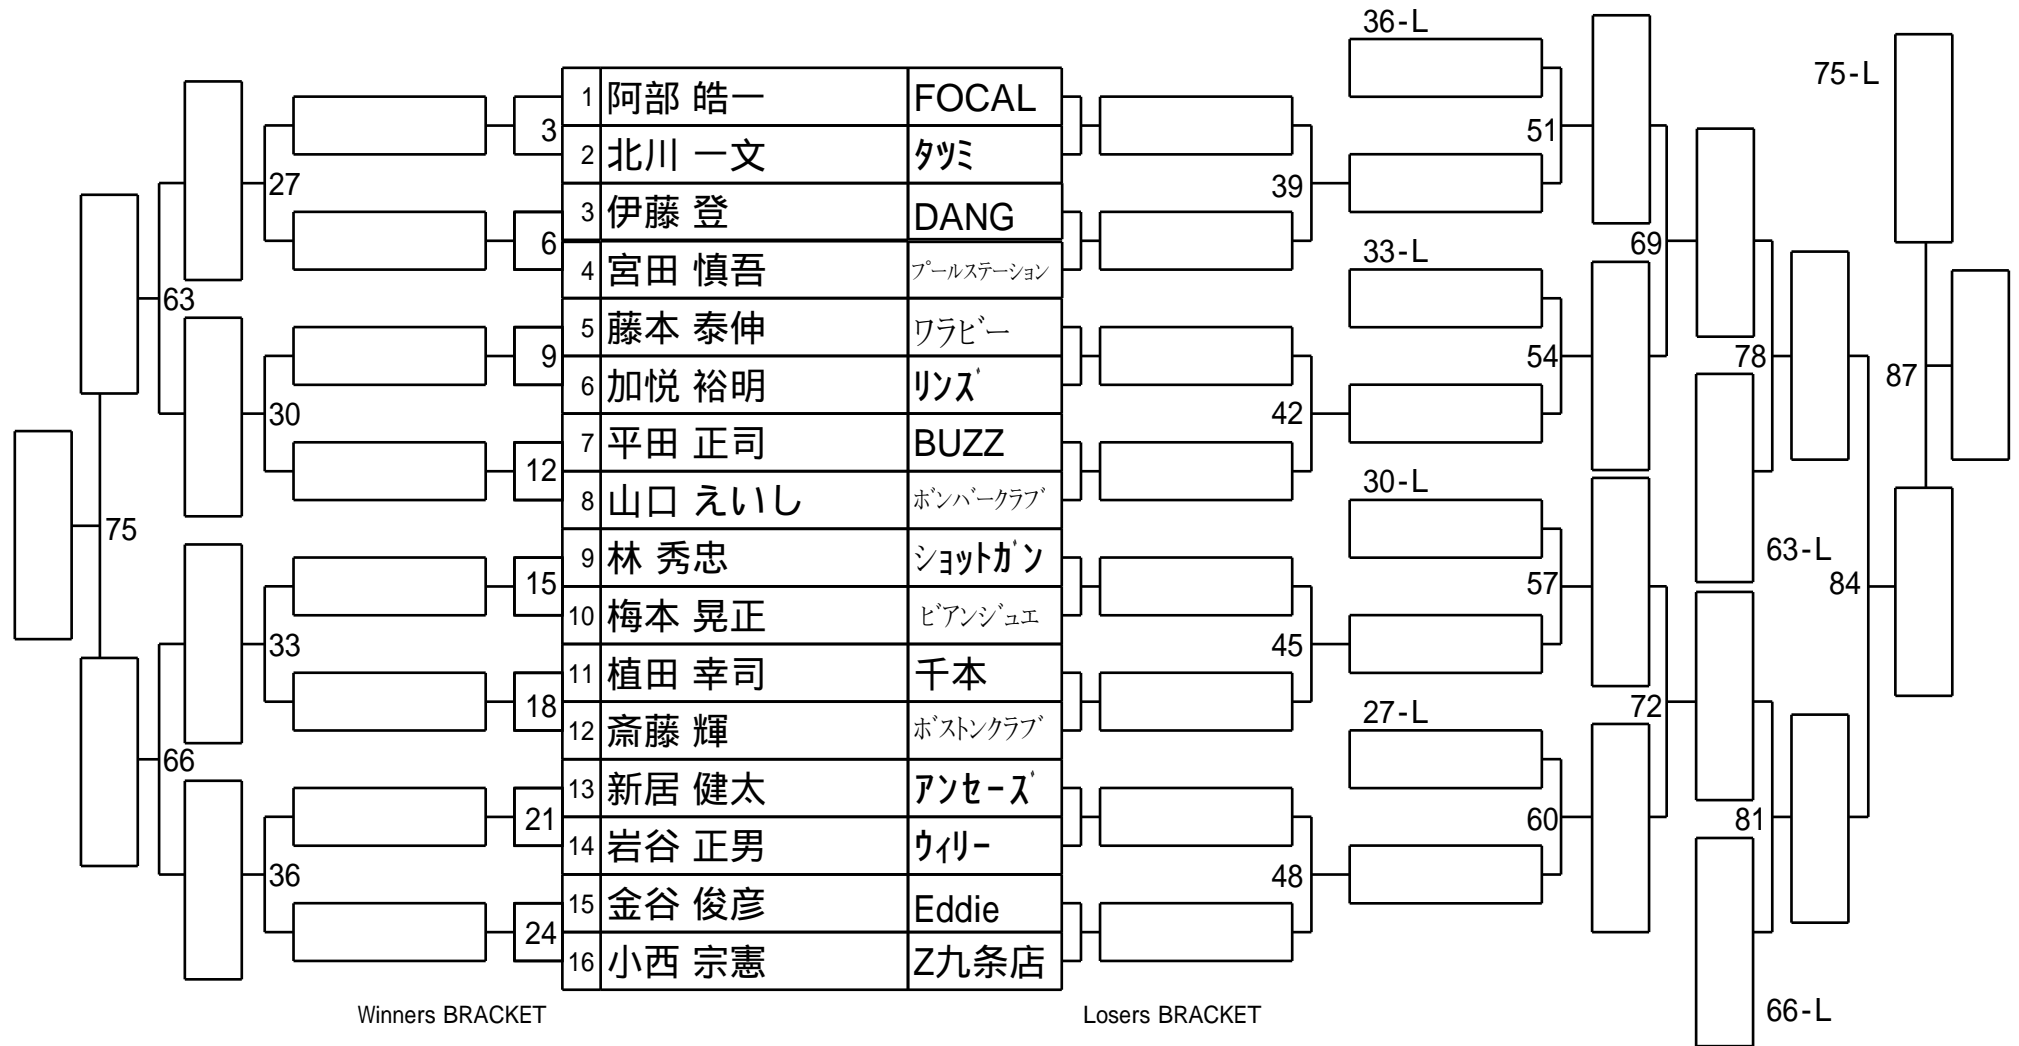 36-L
75-L
1 阿部 皓一 FOCAL
3
51
2 北川 一文 タツミ
27
39
3 伊藤 登 DANG
6
69
33-L
4 宮田 慎吾 プールステーション
63
5 藤本 泰伸 ワラビー
9
54
78
87
6 加悦 裕明 リンズ
30
42
7 平田 正司 BUZZ
12
30-L
8 山口 えいし ボンバークラブ
75
9 林 秀忠 ショットガン
63-L
15
57
84
10 梅本 晃正 ビアンジュエ
33
45
11 植田 幸司 千本
18
72
27-L
12 斎藤 輝 ボストンクラブ
66
13 新居 健太 アンセーズ
21
60
81
14 岩谷 正男 ウィリー
36
48
15 金谷 俊彦 Eddie
24
16 小西 宗憲 Z九条店
Winners BRACKET
Losers BRACKET
66-L